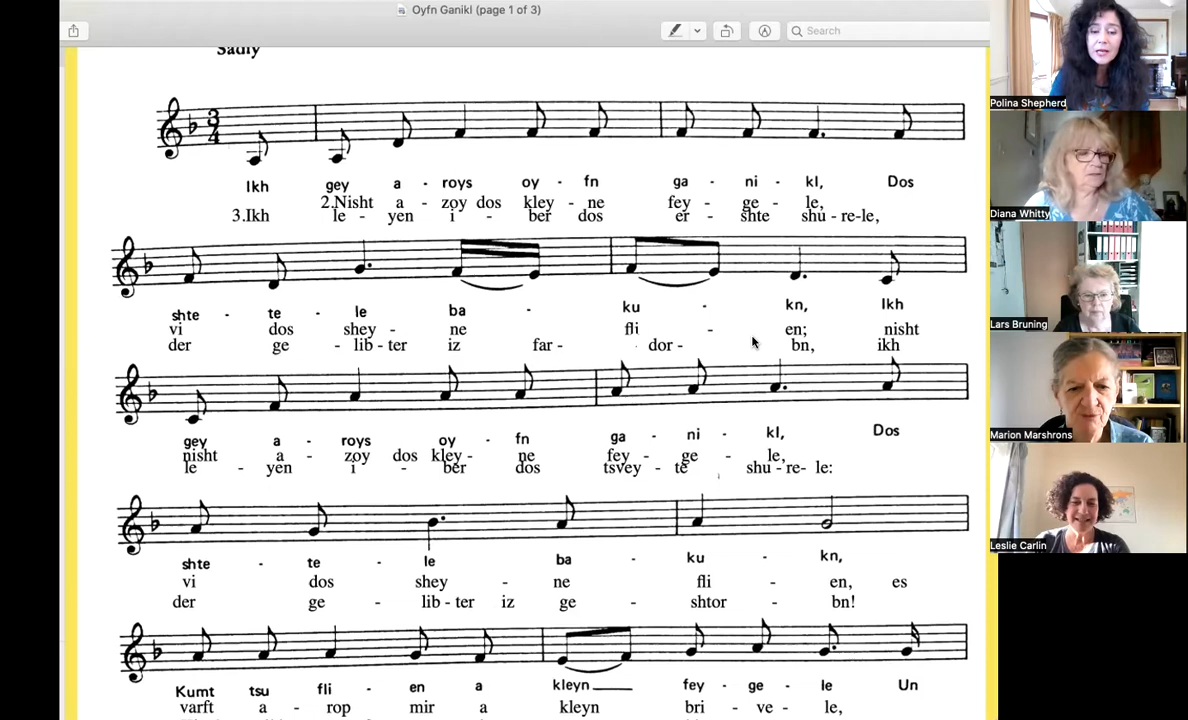 Oyfn Ganikl (page 1 of 3)
Search
Sadly
3
4
Ikh gey a - roys oy - fn ga - ni - kl, Dos
2.Nisht a - zoy dos kley - ne fey - ge - le,
3.Ikh le - yen i - ber dos er - shte shu - re-le,
shte - te - le ba - ku - kn, Ikh
vi dos shey - ne fli - en; nisht
der ge - lib - ter iz far - dor - bn, ikh
gey a - roys oy - fn ga - ni - kl, Dos
nisht a - zoy dos kley - ne fey - ge - le,
le - yen i - ber dos tsvey - te shu - re- le:
shte - te - le ba - ku - kn,
vi dos shey - ne fli - en, es
der ge - lib - ter iz ge - shtor - bn!
Kumt tsu fli - en a kleyn fey - ge - le Un
varft a - rop mir a kleyn bri - ve - le,
Polina Shepherd
Diana Whitty
Lars Bruning
Marion Marshrons
Leslie Carlin